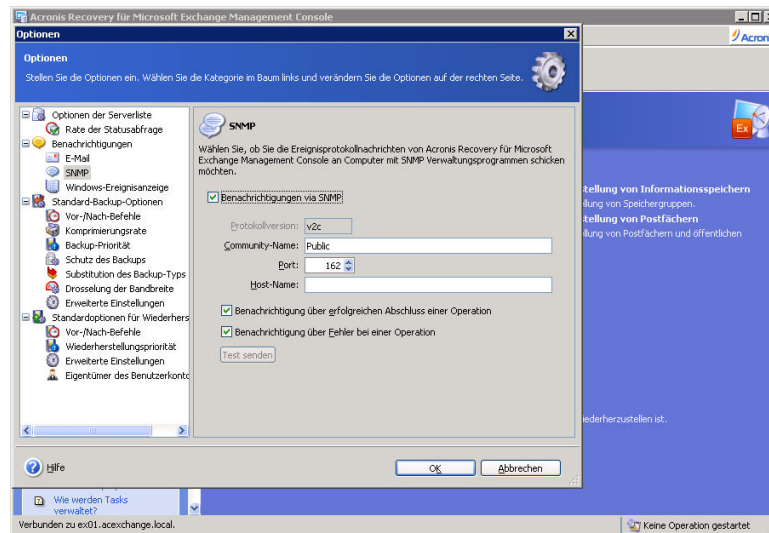 Acronis Recovery für Microsoft Exchange Management Console
Optionen
Acron
Optionen
Stellen Sie die Optionen ein. Wählen Sie die Kategorie im Baum links und verändern Sie die Optionen auf der rechten Seite.
Optionen der Serverliste
Rate der Statusabfrage
Benachrichtigungen
E-Mail
SNMP
Windows-Ereignisanzeige
Standard-Backup-Optionen
Vor-/Nach-Befehle
Komprimierungsrate
Backup-Priorität
Schutz des Backups
Substitution des Backup-Typs
Drosselung der Bandbreite
Erweiterte Einstellungen
Standardoptionen für Wiederhers
Vor-/Nach-Befehle
Wiederherstellungspriorität
Erweiterte Einstellungen
Eigentümer des Benutzerkonto
SNMP
Wählen Sie, ob Sie die Ereignisprotokollnachrichten von Acronis Recovery für Microsoft
Exchange Management Console an Computer mit SNMP Verwaltungsprogrammen schicken
möchten.
Benachrichtigungen via SNMP
Protokollversion: v2c
Community-Name: Public
Port: 162
Host-Name:
Benachrichtigung über erfolgreichen Abschluss einer Operation
Benachrichtigung über Fehler bei einer Operation
Test senden
Ex
stellung von Informationsspeichern
llung von Speichergruppen.
stellung von Postfächern
llung von Postfächern und öffentlichen
iederherzustellen ist.
Hilfe
OK
Abbrechen
Wie werden Tasks
verwaltet?
Verbunden zu ex01.acexchange.local.
Keine Operation gestartet